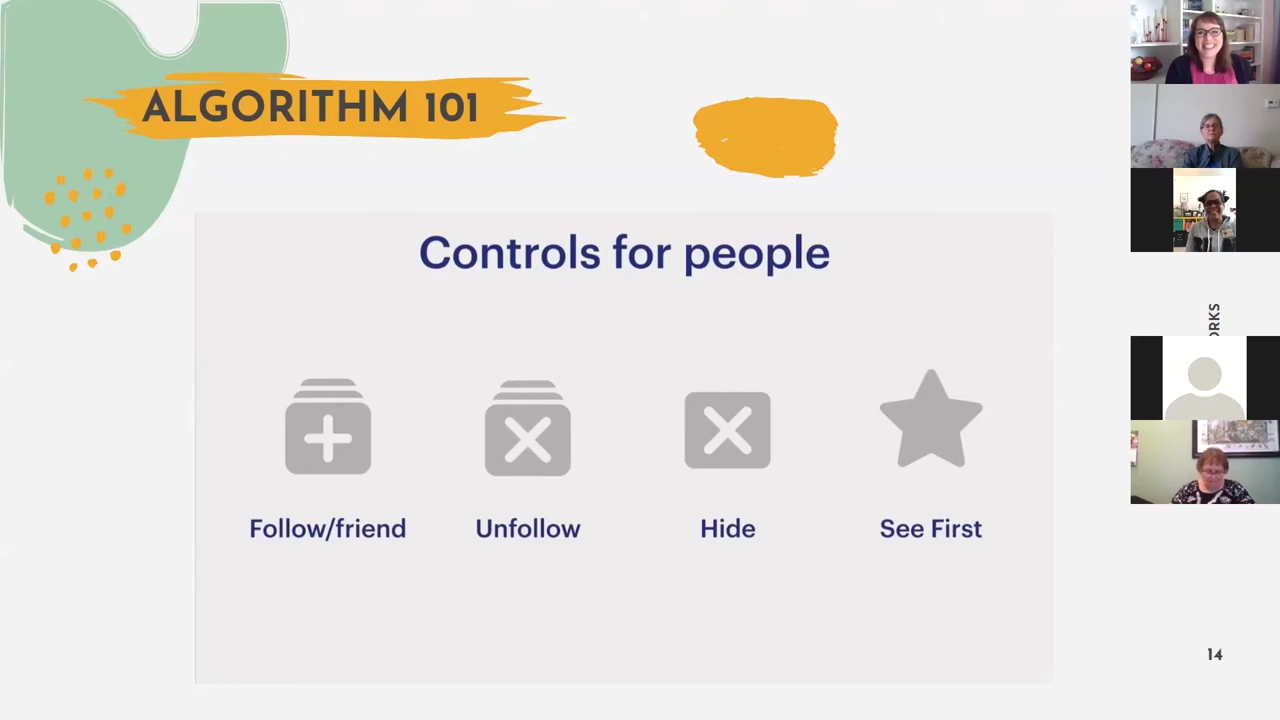 ALGORITHM 101
Controls for people
Follow/friend
Unfollow
Hide
See First
14